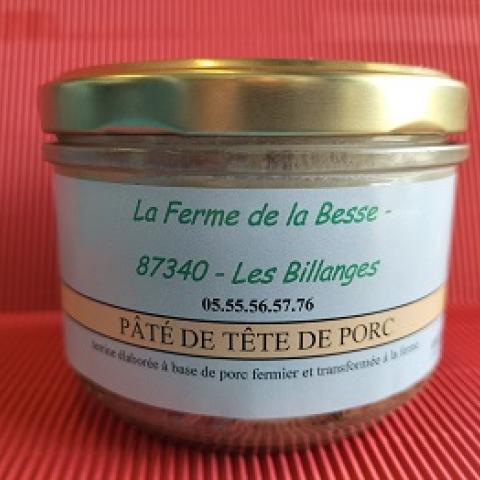 La Ferme de la Besse -
87340 - Les Billanges
05.55.56.57.76
PÂTÉ DE TÊTE DE PORC
terrine élaborée à base de porc fermier et transformée à la ferme